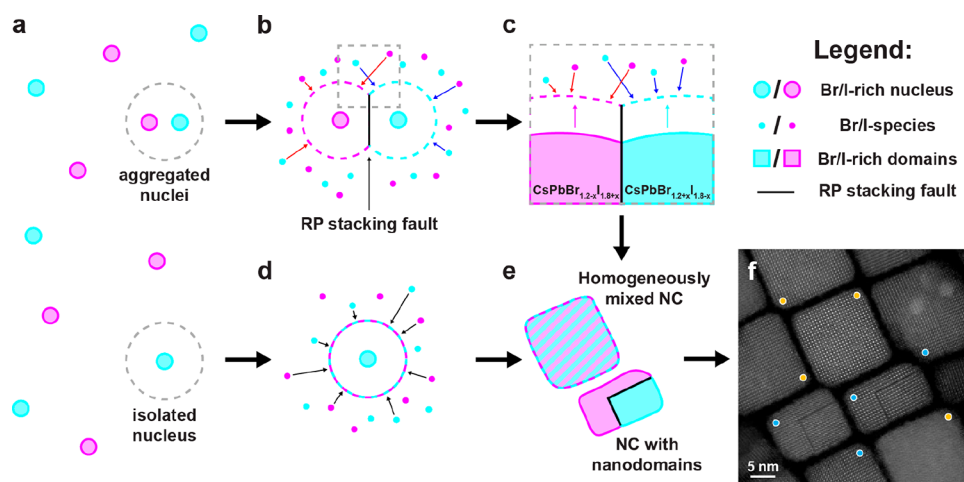 a
b
c
Legend:
Br/I-rich nucleus
Br/I-species
Br/I-rich domains
RP stacking fault
aggregated
nuclei
RP stacking fault
CsPbBr1.2-xI1.8+x
CsPbBr1.2+xI1.8-x
d
e
f
Homogeneously
mixed NC
isolated
nucleus
NC with
nanodomains
5 nm